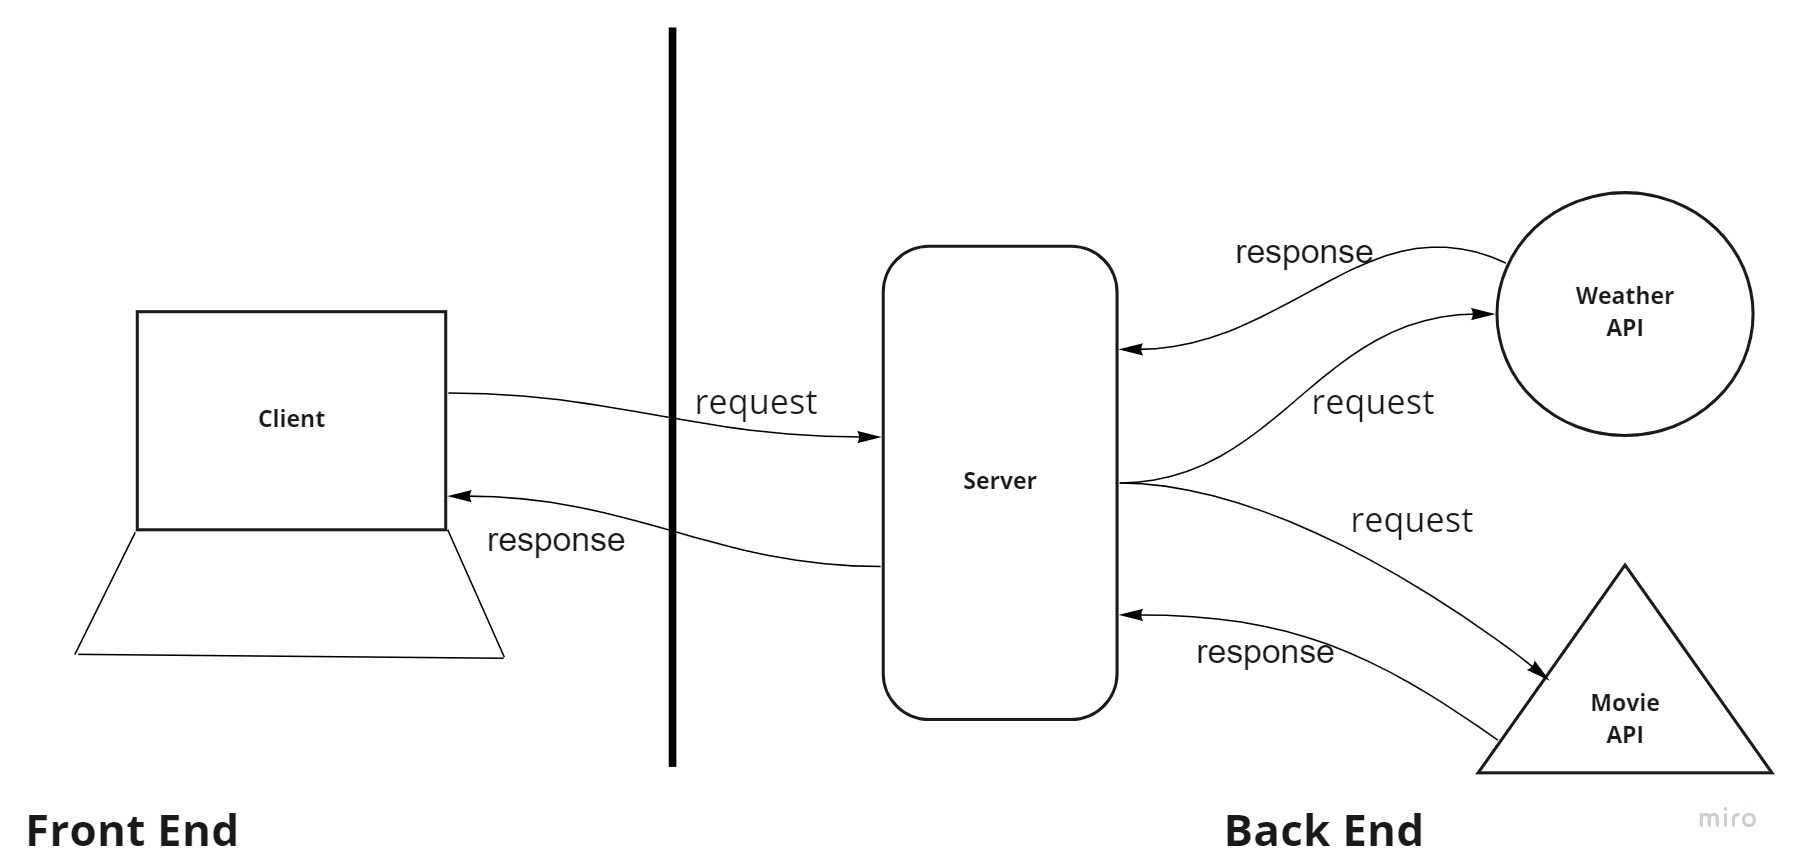 Client
request
response
Server
response
request
Weather
API
request
response
Movie
API
Front End
Back End
miro